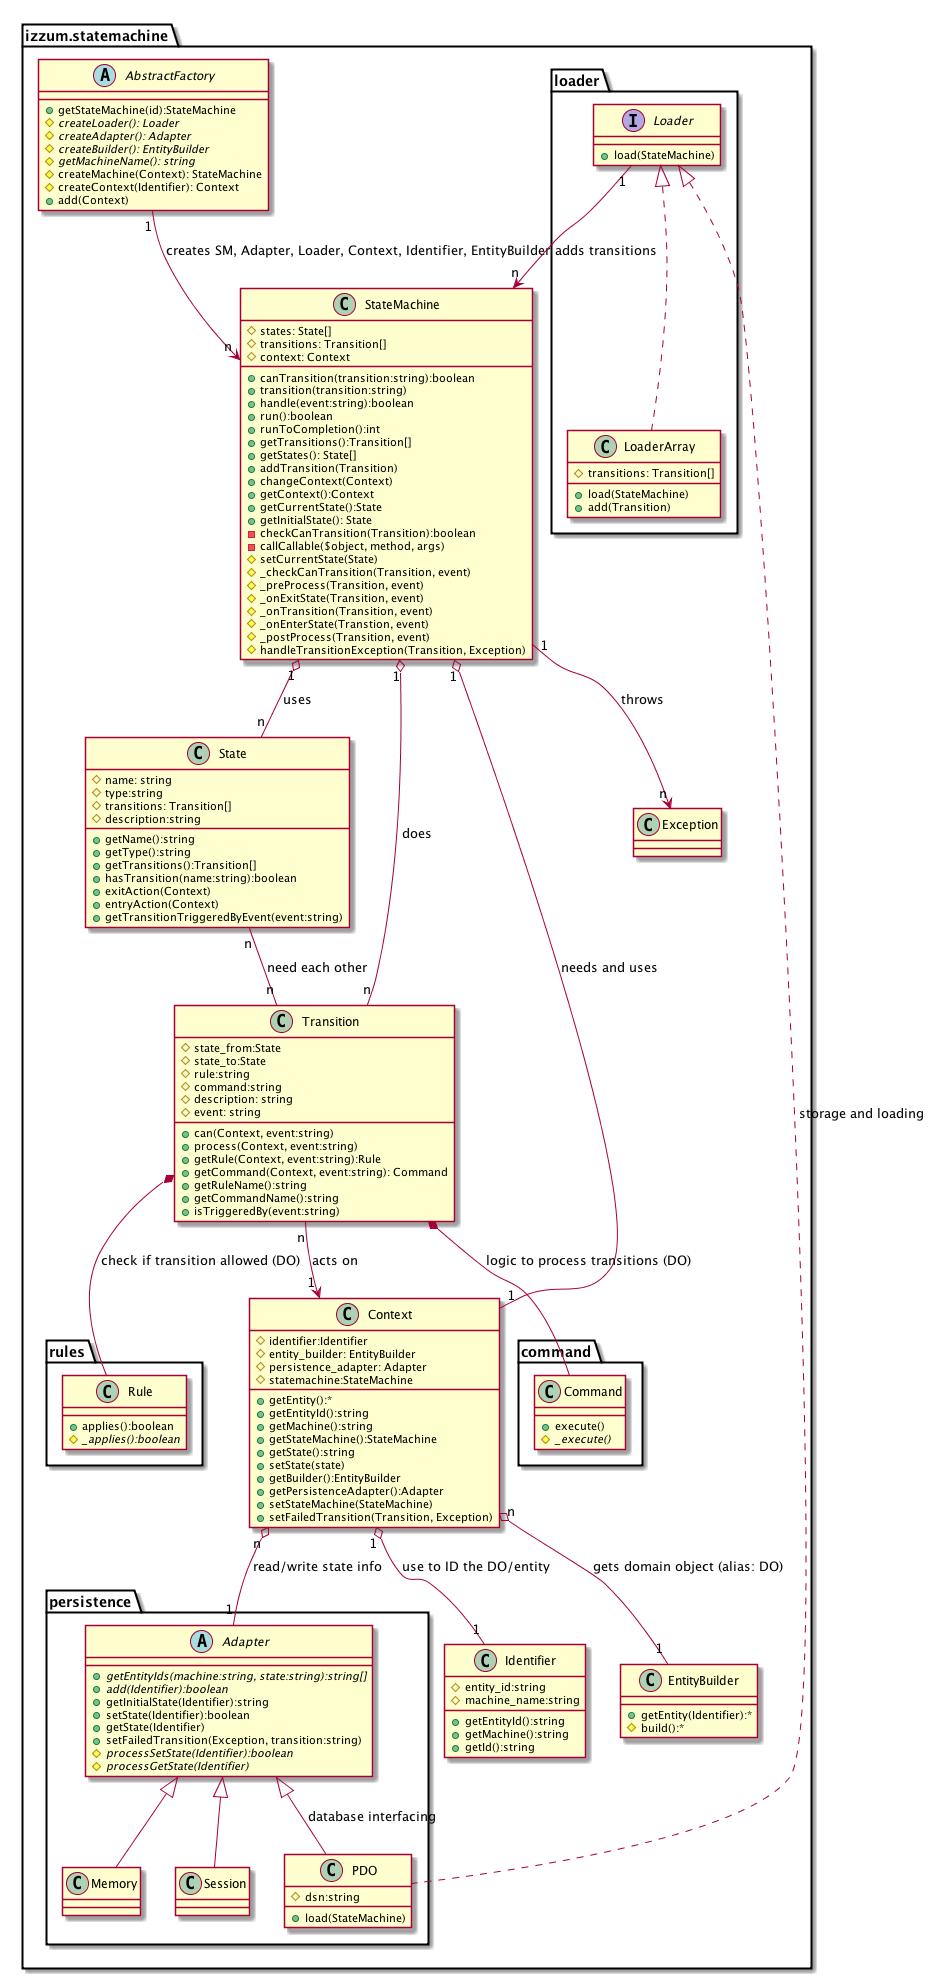 izzum.statemachine
A AbstractFactory
getStateMachine(id):StateMachine
createLoader(): Loader
createAdapter(): Adapter
createBuilder(): EntityBuilder
getMachineName(): string
createMachine(Context): StateMachine
createContext(Identifier): Context
add(Context)
loader
I Loader
load(StateMachine)
1
1
creates SM, Adapter, Loader, Context, Identifier, EntityBuilder
adds transitions
n
n
C StateMachine
states: State[]
transitions: Transition[]
context: Context
canTransition(transition:string):boolean
transition(transition:string)
handle(event:string):boolean
run():boolean
runToCompletion():int
getTransitions():Transition[]
getStates(): State[]
addTransition(Transition)
changeContext(Context)
getContext():Context
getCurrentState():State
getInitialState(): State
checkCanTransition(Transition):boolean
callCallable($object, method, args)
setCurrentState(State)
_checkCanTransition(Transition, event)
_preProcess(Transition, event)
_onExitState(Transition, event)
_onTransition(Transition, event)
_onEnterState(Transtion, event)
_postProcess(Transition, event)
handleTransitionException(Transition, Exception)
C LoaderArray
transitions: Transition[]
load(StateMachine)
add(Transition)
1
1
1
1
uses
throws
n
n
C State
name: string
type:string
transitions: Transition[]
description:string
getName():string
getType():string
getTransitions():Transition[]
hasTransition(name:string):boolean
exitAction(Context)
entryAction(Context)
getTransitionTriggeredByEvent(event:string)
C Exception
does
n
need each other
needs and uses
n
n
C Transition
state_from:State
state_to:State
rule:string
command:string
description: string
event: string
can(Context, event:string)
process(Context, event:string)
getRule(Context, event:string):Rule
getCommand(Context, event:string): Command
getRuleName():string
getCommandName():string
isTriggeredBy(event:string)
storage and loading
n
check if transition allowed (DO)
acts on
logic to process transitions (DO)
1
1
C Context
identifier:Identifier
entity_builder: EntityBuilder
persistence_adapter: Adapter
statemachine:StateMachine
getEntity():*
getEntityId():string
getMachine():string
getStateMachine():StateMachine
getState():string
setState(state)
getBuilder():EntityBuilder
getPersistenceAdapter():Adapter
setStateMachine(StateMachine)
setFailedTransition(Transition, Exception)
rules
C Rule
applies():boolean
_applies():boolean
command
C Command
execute()
_execute()
n
n
1
read/write state info
use to ID the DO/entity
gets domain object (alias: DO)
1
1
1
persistence
A Adapter
getEntityIds(machine:string, state:string):string[]
add(Identifier):boolean
getInitialState(Identifier):string
setState(Identifier):boolean
getState(Identifier)
setFailedTransition(Exception, transition:string)
processSetState(Identifier):boolean
processGetState(Identifier)
C Identifier
entity_id:string
machine_name:string
getEntityId():string
getMachine():string
getId():string
C EntityBuilder
getEntity(Identifier):*
build():*
database interfacing
C Memory
C Session
C PDO
dsn:string
load(StateMachine)